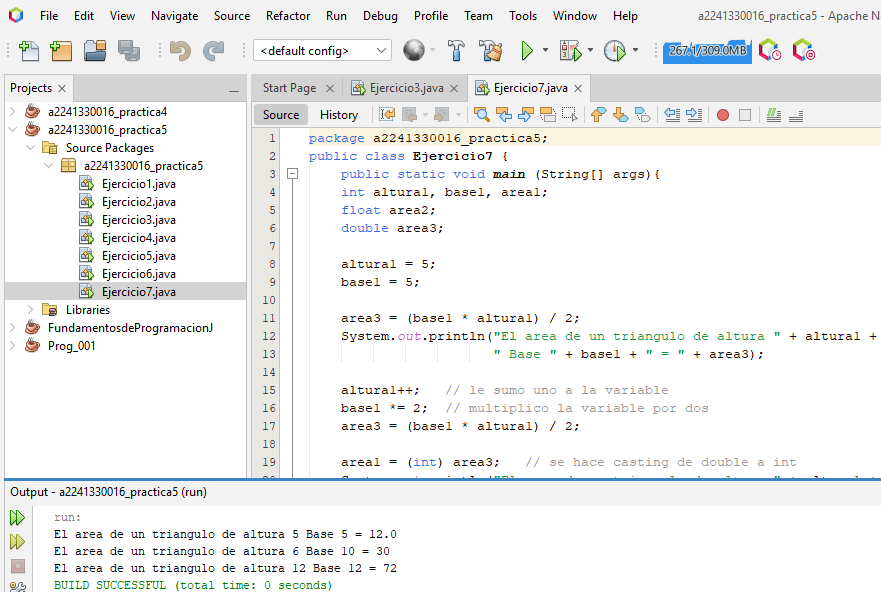 File Edit View Navigate Source Refactor Run Debug Profile Team Tools Window Help a2241330016_practica5 - Apache N
<default config> 267.1/309.0MB
Projects
Start Page Ejercicio3.java Ejercicio7.java
Source History
a2241330016_practica4
a2241330016_practica5
Source Packages
a2241330016_practica5
Ejercicio1.java
Ejercicio2.java
Ejercicio3.java
Ejercicio4.java
Ejercicio5.java
Ejercicio6.java
Ejercicio7.java
Libraries
FundamentosdeProgramacionJ
Prog_001
1 package a2241330016_practica5;
2 public class Ejercicio7 {
3 public static void main (String[] args){
4 int altura1, base1, area1;
5 float area2;
6 double area3;
7
8 altura1 = 5;
9 base1 = 5;
10
11 area3 = (base1 * altura1) / 2;
12 System.out.println("El area de un triangulo de altura " + altura1 +
13 " Base " + base1 + " = " + area3);
14
15 altura1++; // le sumo uno a la variable
16 base1 *= 2; // multiplico la variable por dos
17 area3 = (base1 * altura1) / 2;
18
19 area1 = (int) area3; // se hace casting de double a int
Output - a2241330016_practica5 (run)
run:
El area de un triangulo de altura 5 Base 5 = 12.0
El area de un triangulo de altura 6 Base 10 = 30
El area de un triangulo de altura 12 Base 12 = 72
BUILD SUCCESSFUL (total time: 0 seconds)